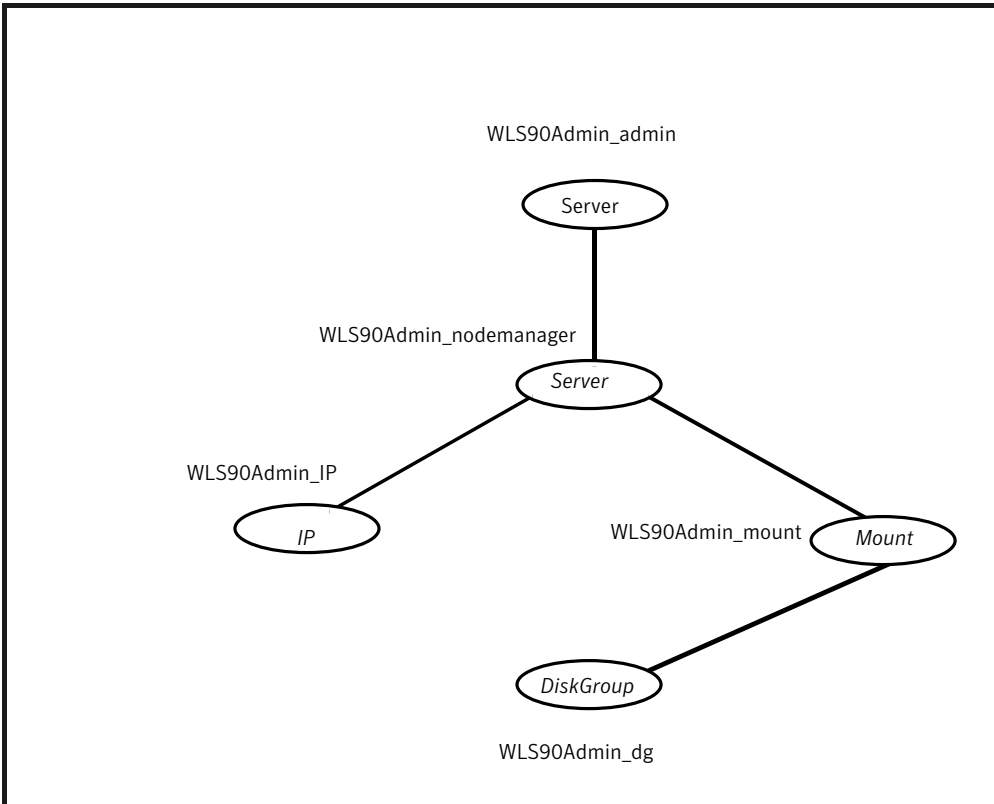 WLS90Admin_admin
Server
WLS90Admin_nodemanager
Server
WLS90Admin_IP
IP
WLS90Admin_mount
Mount
DiskGroup
WLS90Admin_dg